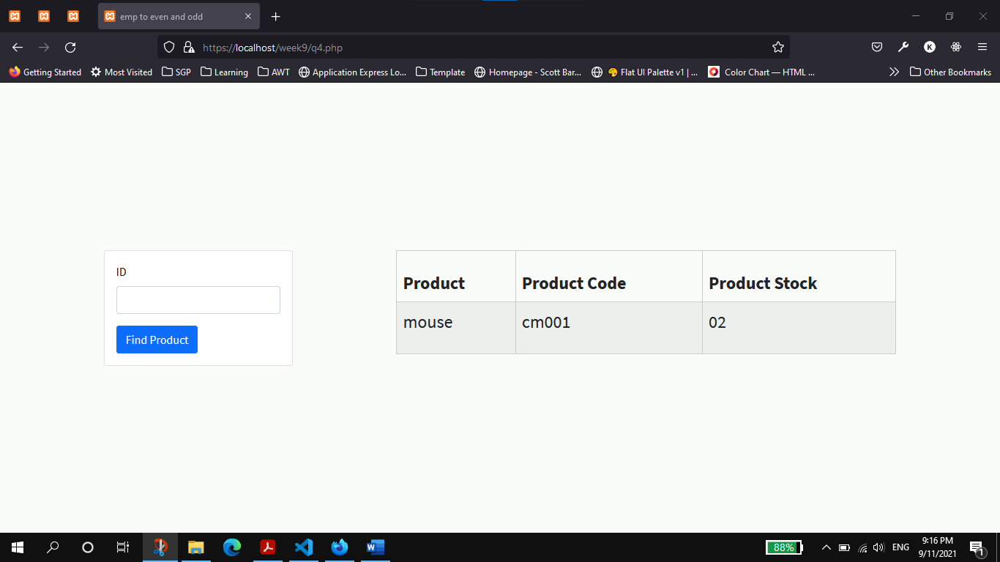 emp to even and odd
https://localhost/week9/q4.php
K
Getting Started Most Visited SGP Learning AWT Application Express Lo... Template Homepage - Scott Bar... Flat UI Palette v1 | ... Color Chart — HTML ... Other Bookmarks
ID
Find Product
Product Product Code Product Stock
mouse cm001 02
88% ENG 9:16 PM
9/11/2021 1